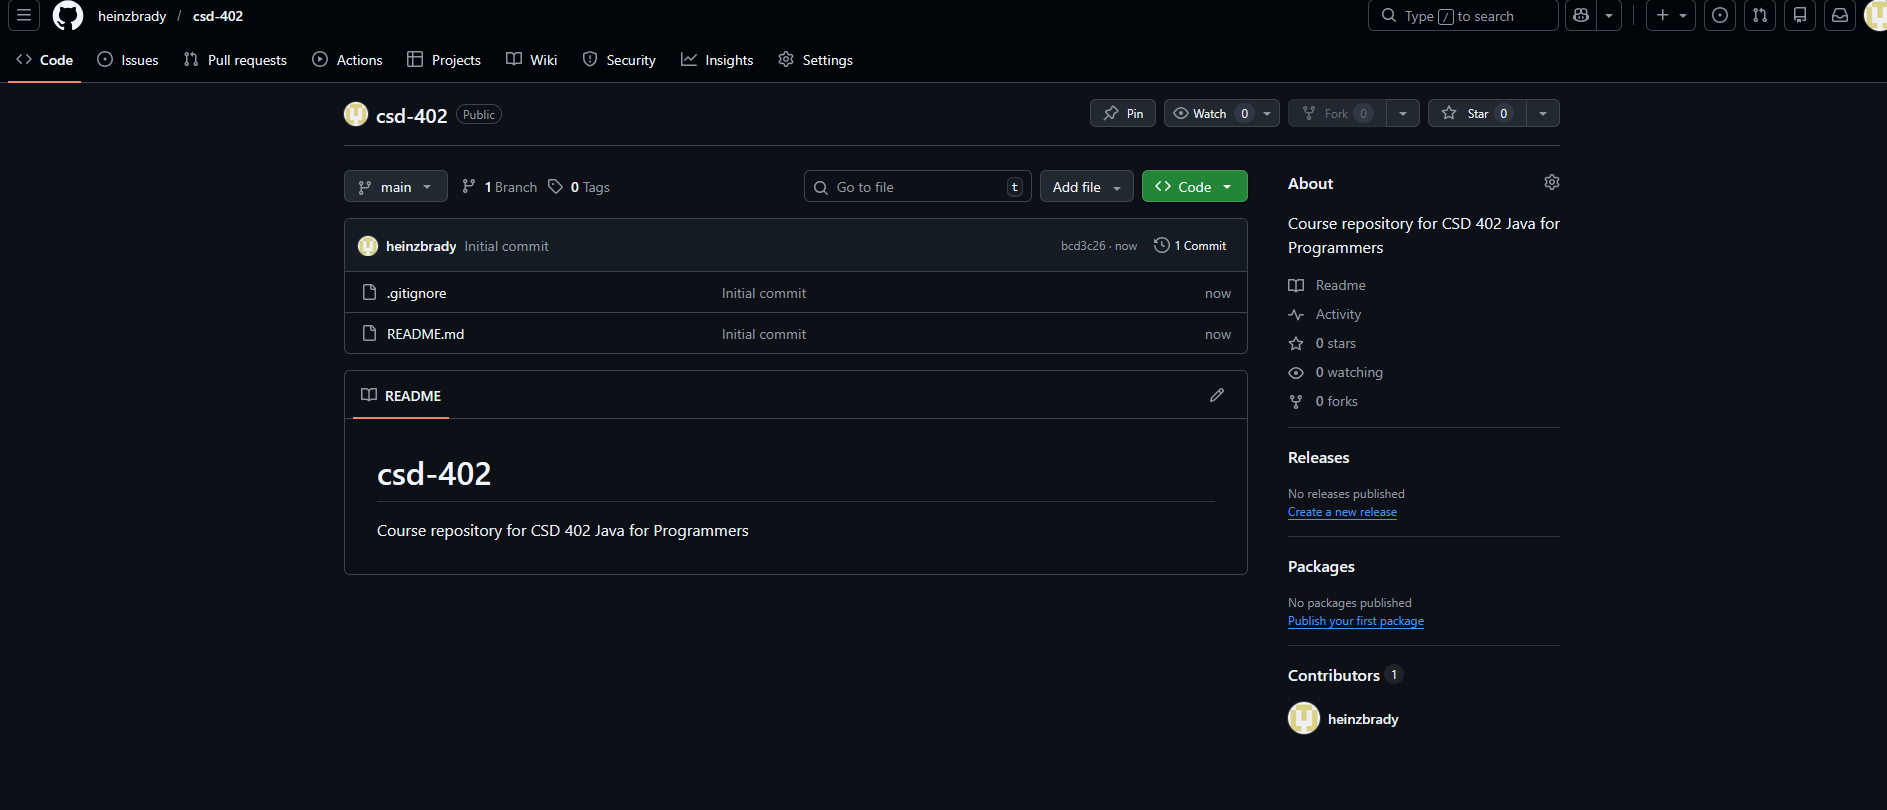 heinzbrady / csd-402
Type / to search
Code Issues Pull requests Actions Projects Wiki Security Insights Settings
csd-402 Public
Pin Watch 0 Fork 0 Star 0
main 1 Branch 0 Tags Go to file t Add file Code
heinzbrady Initial commit bcd3c26 · now 1 Commit
.gitignore Initial commit now
README.md Initial commit now
README
csd-402
Course repository for CSD 402 Java for Programmers
About
Course repository for CSD 402 Java for
Programmers
Readme
Activity
0 stars
0 watching
0 forks
Releases
No releases published
Create a new release
Packages
No packages published
Publish your first package
Contributors 1
heinzbrady